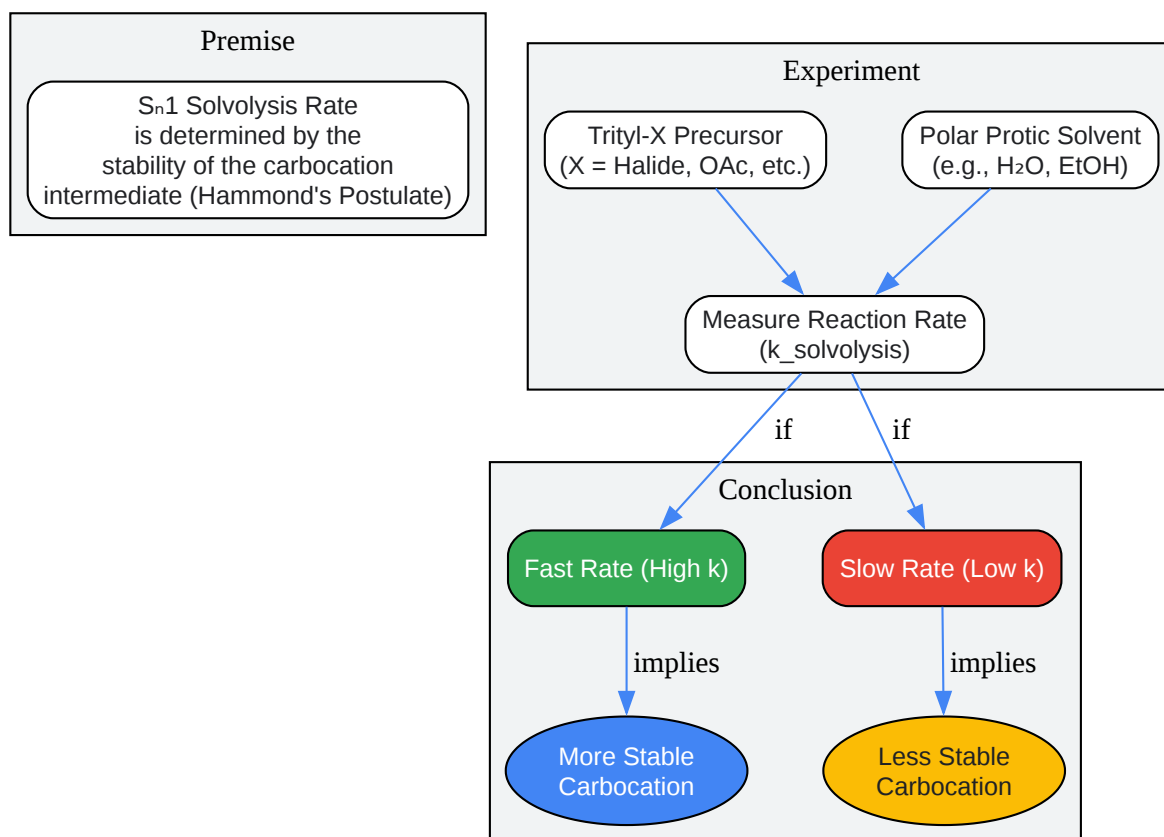 Premise
Sₙ1 Solvolysis Rate
is determined by the
stability of the carbocation
intermediate (Hammond's Postulate)
Experiment
Trityl-X Precursor
(X = Halide, OAc, etc.)
Polar Protic Solvent
(e.g., H₂O, EtOH)
Measure Reaction Rate
(k_solvolysis)
if
if
Conclusion
Fast Rate (High k)
Slow Rate (Low k)
implies
implies
More Stable
Carbocation
Less Stable
Carbocation